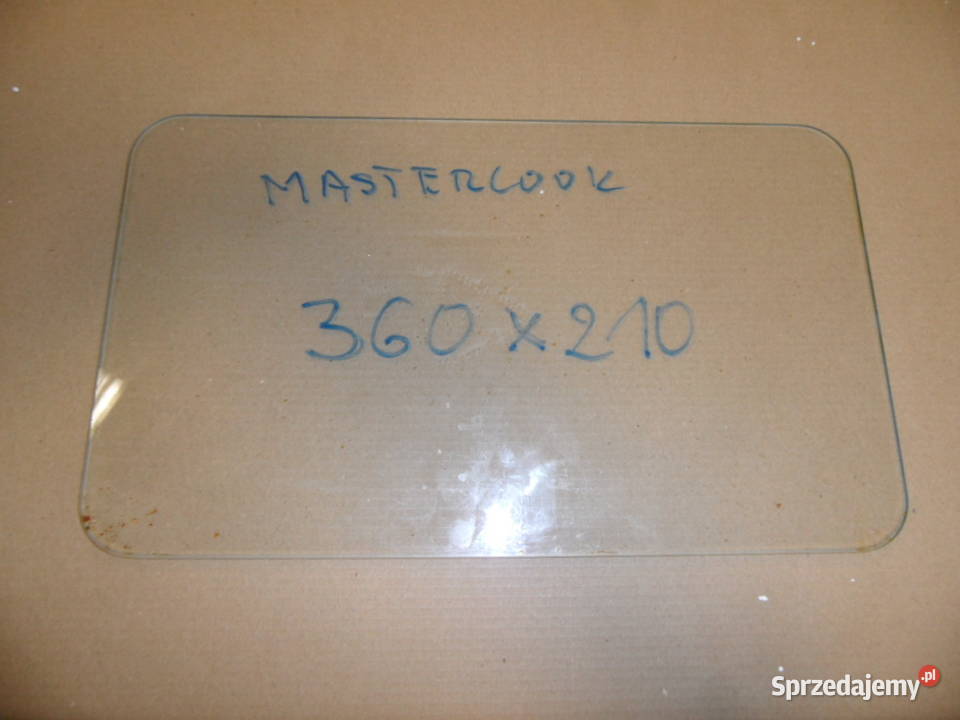 MASTERCOOK
360 x 210
Sprzedajemy.pl